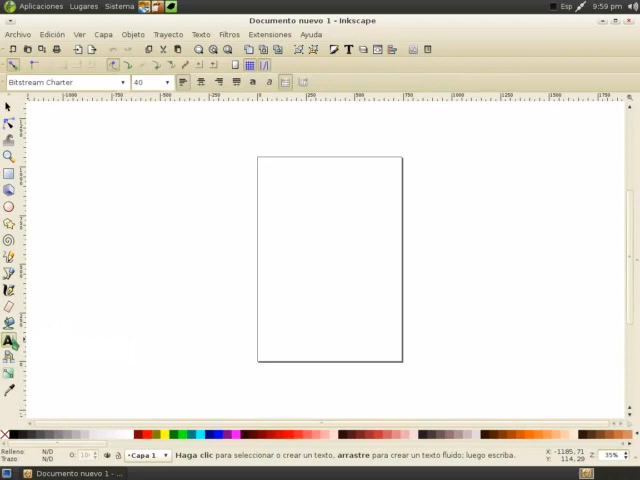 Aplicaciones Lugares Sistema Esp 9:59 pm
Documento nuevo 1 - Inkscape
Archivo Edición Ver Capa Objeto Trayecto Texto Filtros Extensiones Ayuda
Bitstream Charter 40
-1000 -750 -500 -250 0 250 500 750 1000 1250 1500 1750
Relleno: N/D
Trazo: N/D
O:
Capa 1
Haga clic para seleccionar o crear un texto, arrastre para crear un texto fluido; luego escriba.
X: -1185,71
Y: 114,29
Z: 35%
Documento nuevo 1 - ...